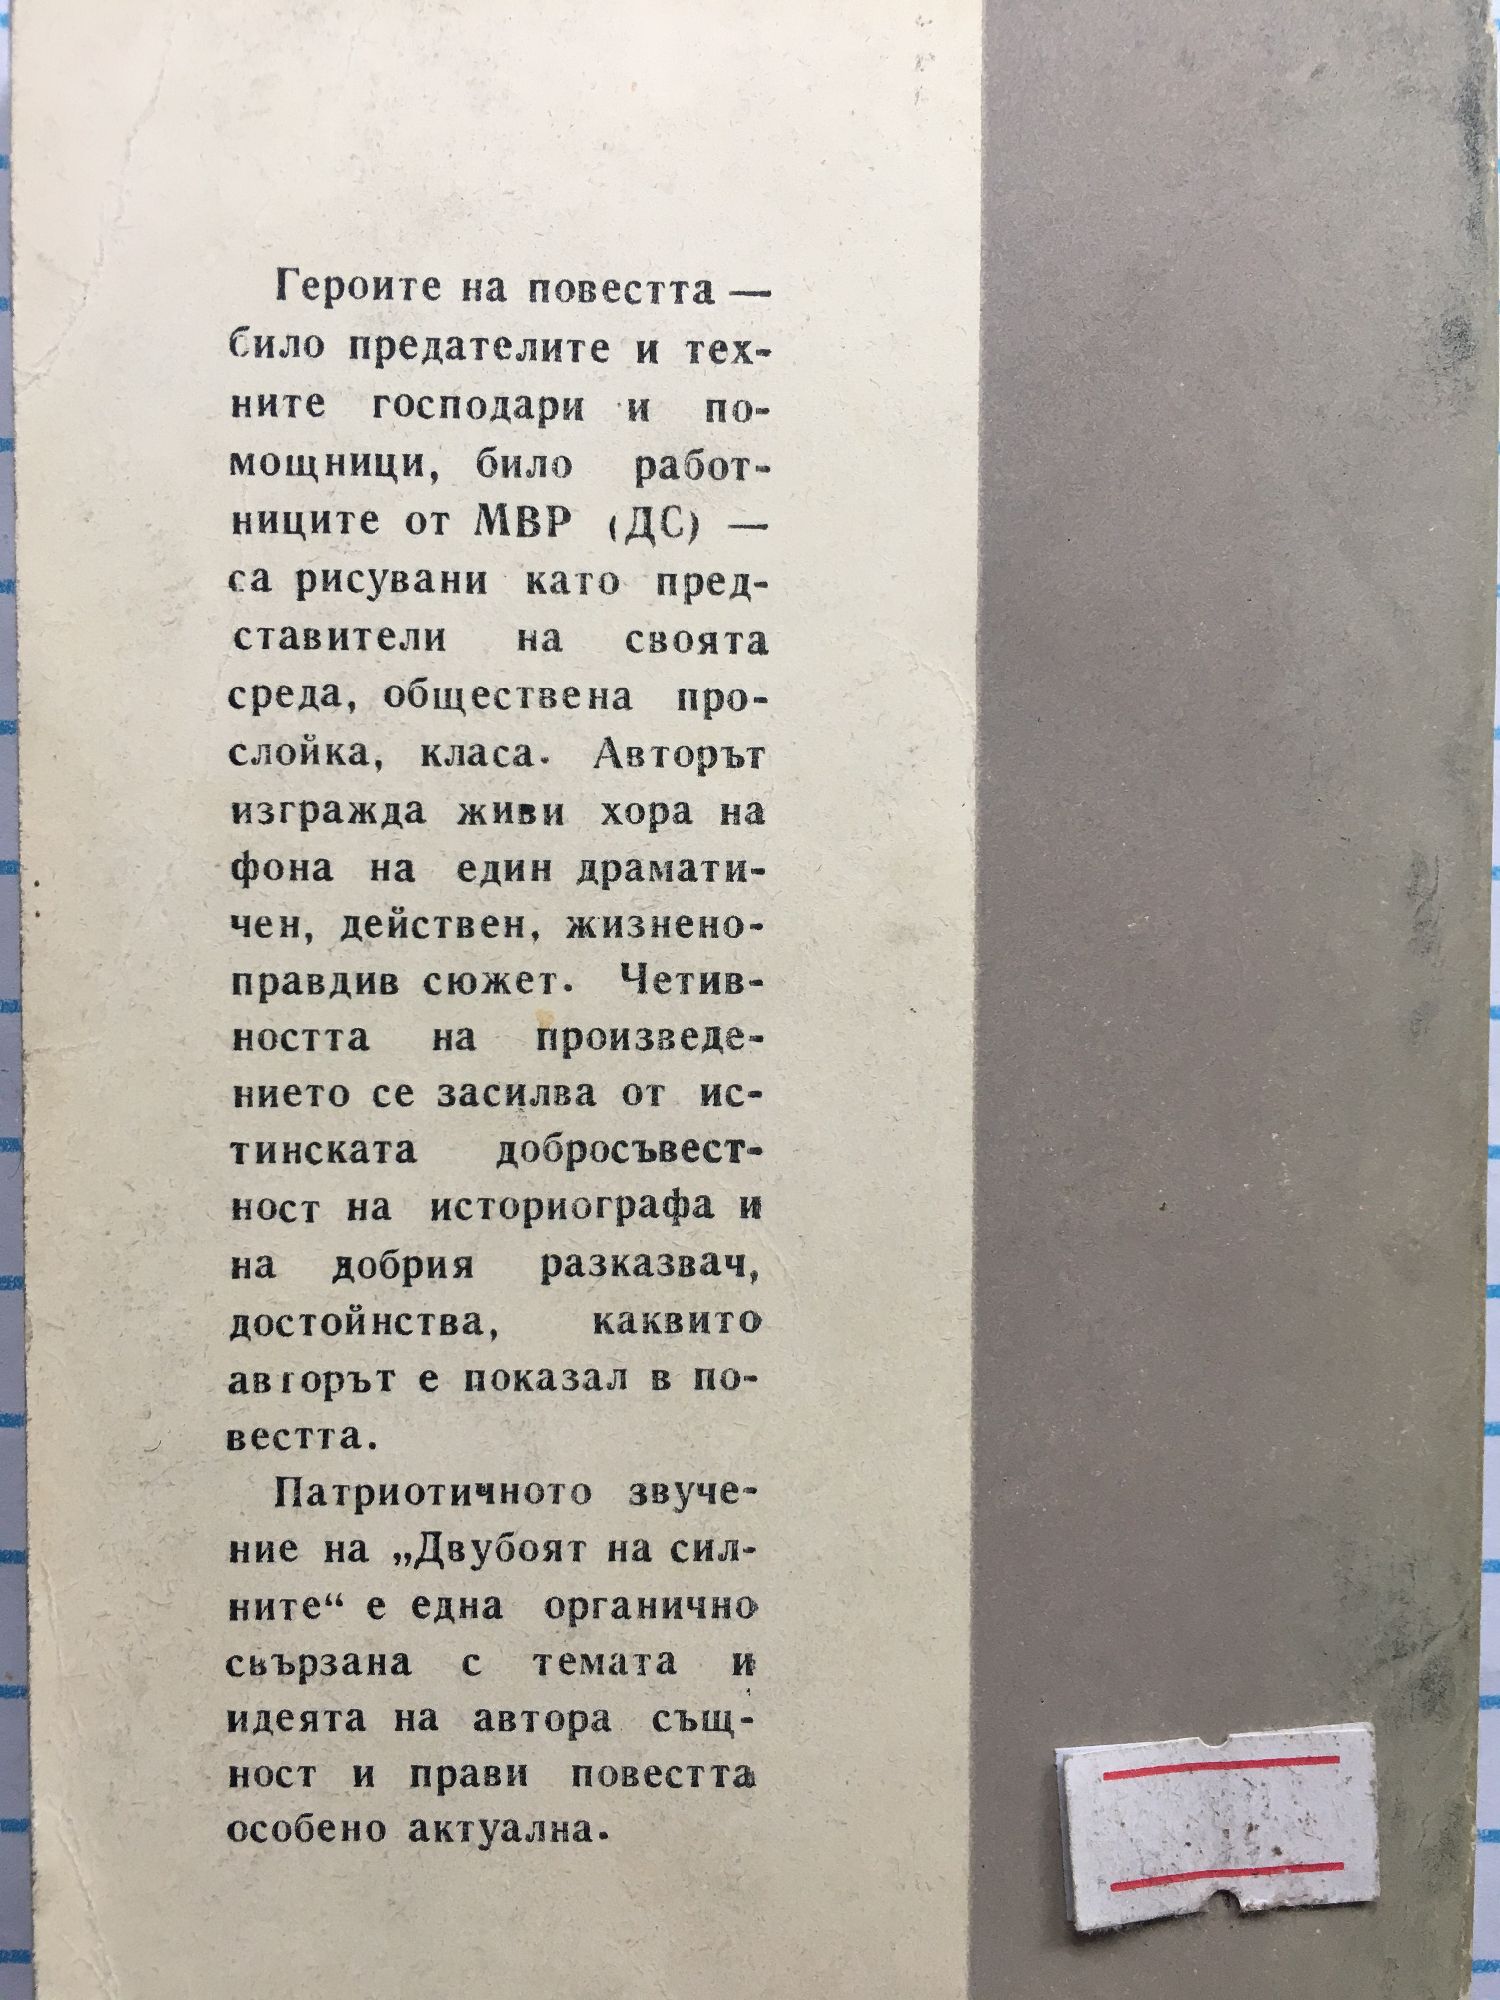 Героите на повестта —
било предателите и тех-
ните господари и по-
мощници, било работ-
ниците от МВР (ДС) —
са рисувани като пред-
ставители на своята
среда, обществена про-
слойка, класа. Авторът
изгражда живи хора на
фона на един драмати-
чен, действен, жизнено-
правдив сюжет. Четив-
ността на произведе-
нието се засилва от ис-
тинската добросъвест-
ност на историографа и
на добрия разказвач,
достойнства, каквито
авторът е показал в по-
вестта.
Патриотичното звуче-
ние на „Двубоят на сил-
ните“ е една органично
свързана с темата и
идеята на автора същ-
ност и прави повестта
особено актуална.